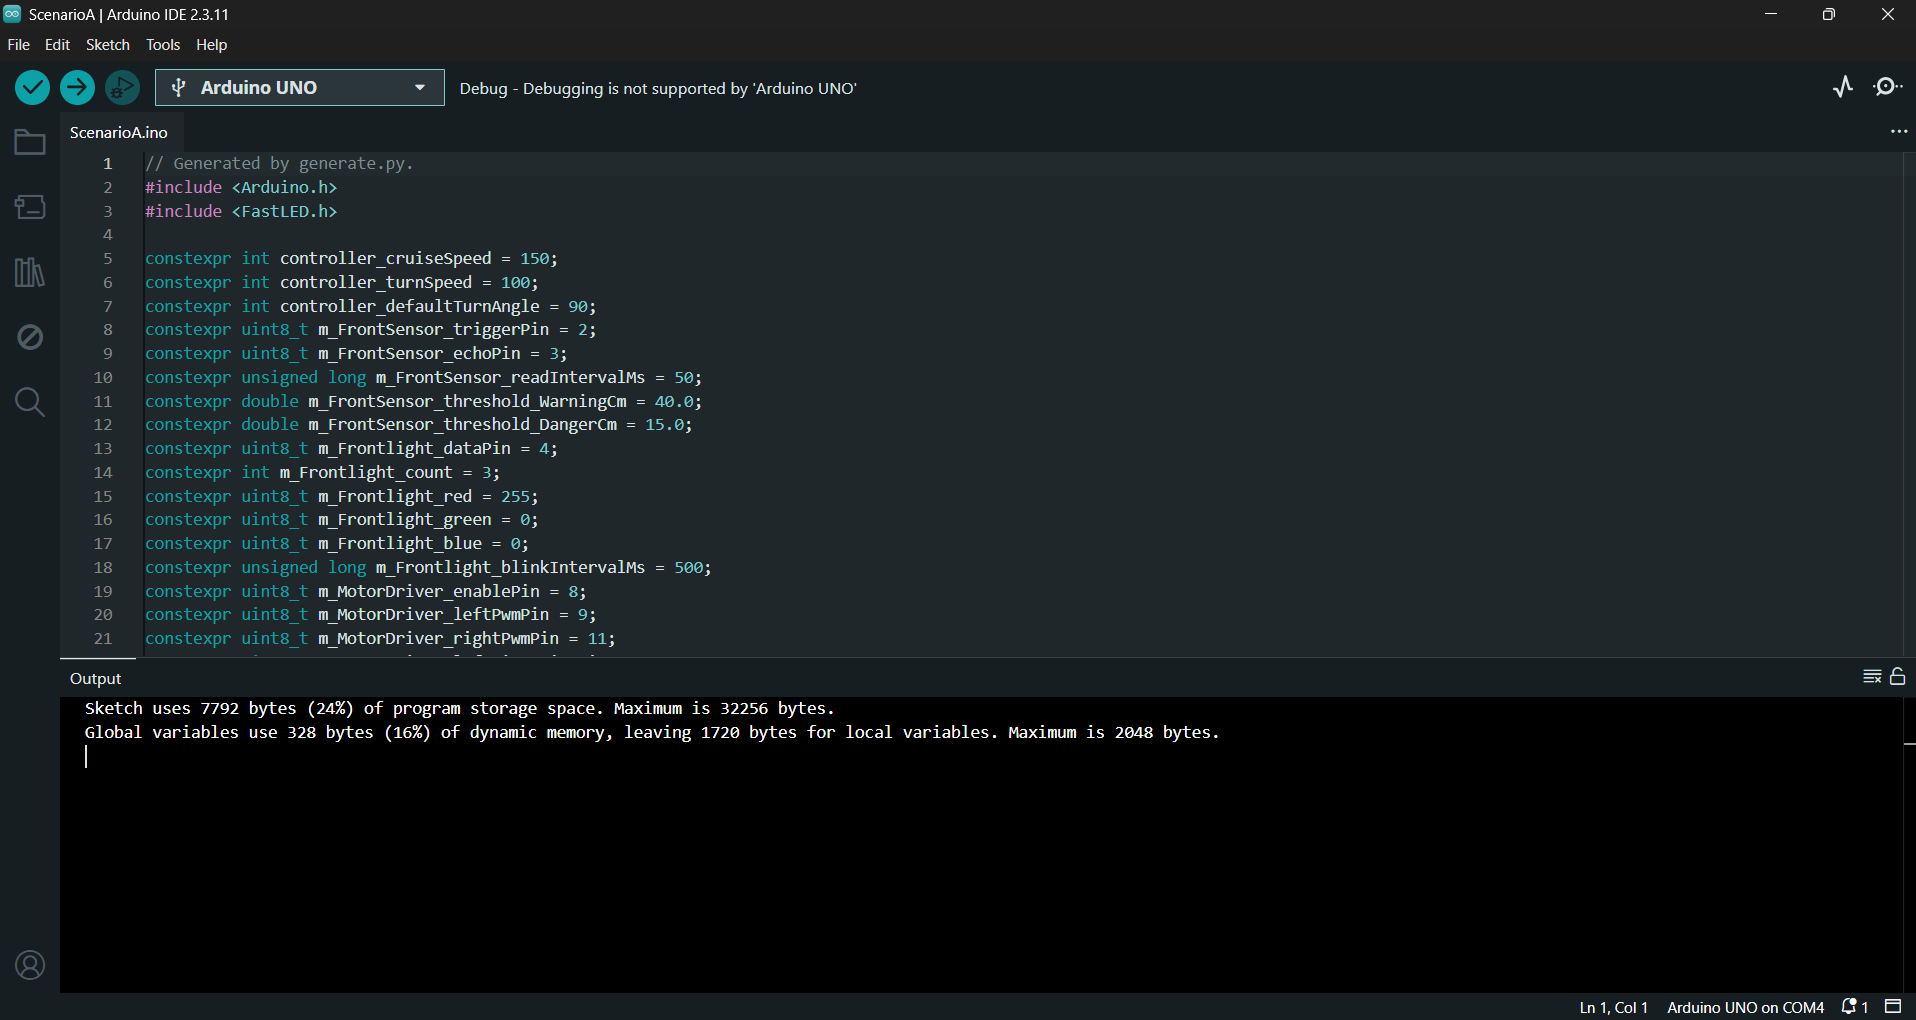 ScenarioA | Arduino IDE 2.3.11
File Edit Sketch Tools Help
Arduino UNO
Debug - Debugging is not supported by 'Arduino UNO'
ScenarioA.ino
1 // Generated by generate.py.
2 #include <Arduino.h>
3 #include <FastLED.h>
4
5 constexpr int controller_cruiseSpeed = 150;
6 constexpr int controller_turnSpeed = 100;
7 constexpr int controller_defaultTurnAngle = 90;
8 constexpr uint8_t m_FrontSensor_triggerPin = 2;
9 constexpr uint8_t m_FrontSensor_echoPin = 3;
10 constexpr unsigned long m_FrontSensor_readIntervalMs = 50;
11 constexpr double m_FrontSensor_threshold_WarningCm = 40.0;
12 constexpr double m_FrontSensor_threshold_DangerCm = 15.0;
13 constexpr uint8_t m_Frontlight_dataPin = 4;
14 constexpr int m_Frontlight_count = 3;
15 constexpr uint8_t m_Frontlight_red = 255;
16 constexpr uint8_t m_Frontlight_green = 0;
17 constexpr uint8_t m_Frontlight_blue = 0;
18 constexpr unsigned long m_Frontlight_blinkIntervalMs = 500;
19 constexpr uint8_t m_MotorDriver_enablePin = 8;
20 constexpr uint8_t m_MotorDriver_leftPwmPin = 9;
21 constexpr uint8_t m_MotorDriver_rightPwmPin = 11;
Output
Sketch uses 7792 bytes (24%) of program storage space. Maximum is 32256 bytes.
Global variables use 328 bytes (16%) of dynamic memory, leaving 1720 bytes for local variables. Maximum is 2048 bytes.
Ln 1, Col 1 Arduino UNO on COM4 1